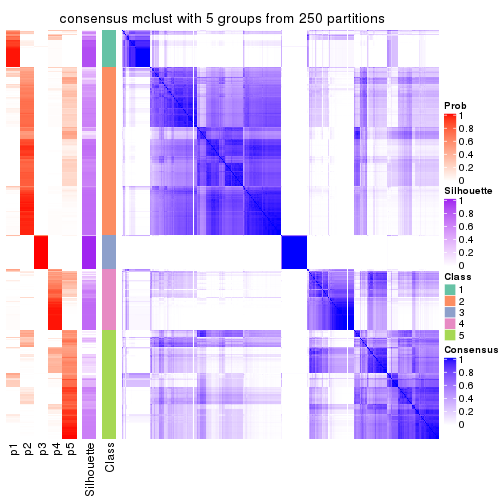 consensus mclust with 5 groups from 250 partitions
Prob
1
0.8
0.6
0.4
0.2
0
Silhouette
1
0.8
0.6
0.4
0.2
0
Class
1
2
3
4
5
Consensus
1
0.8
0.6
0.4
0.2
0
p1
p2
p3
p4
p5
Silhouette
Class